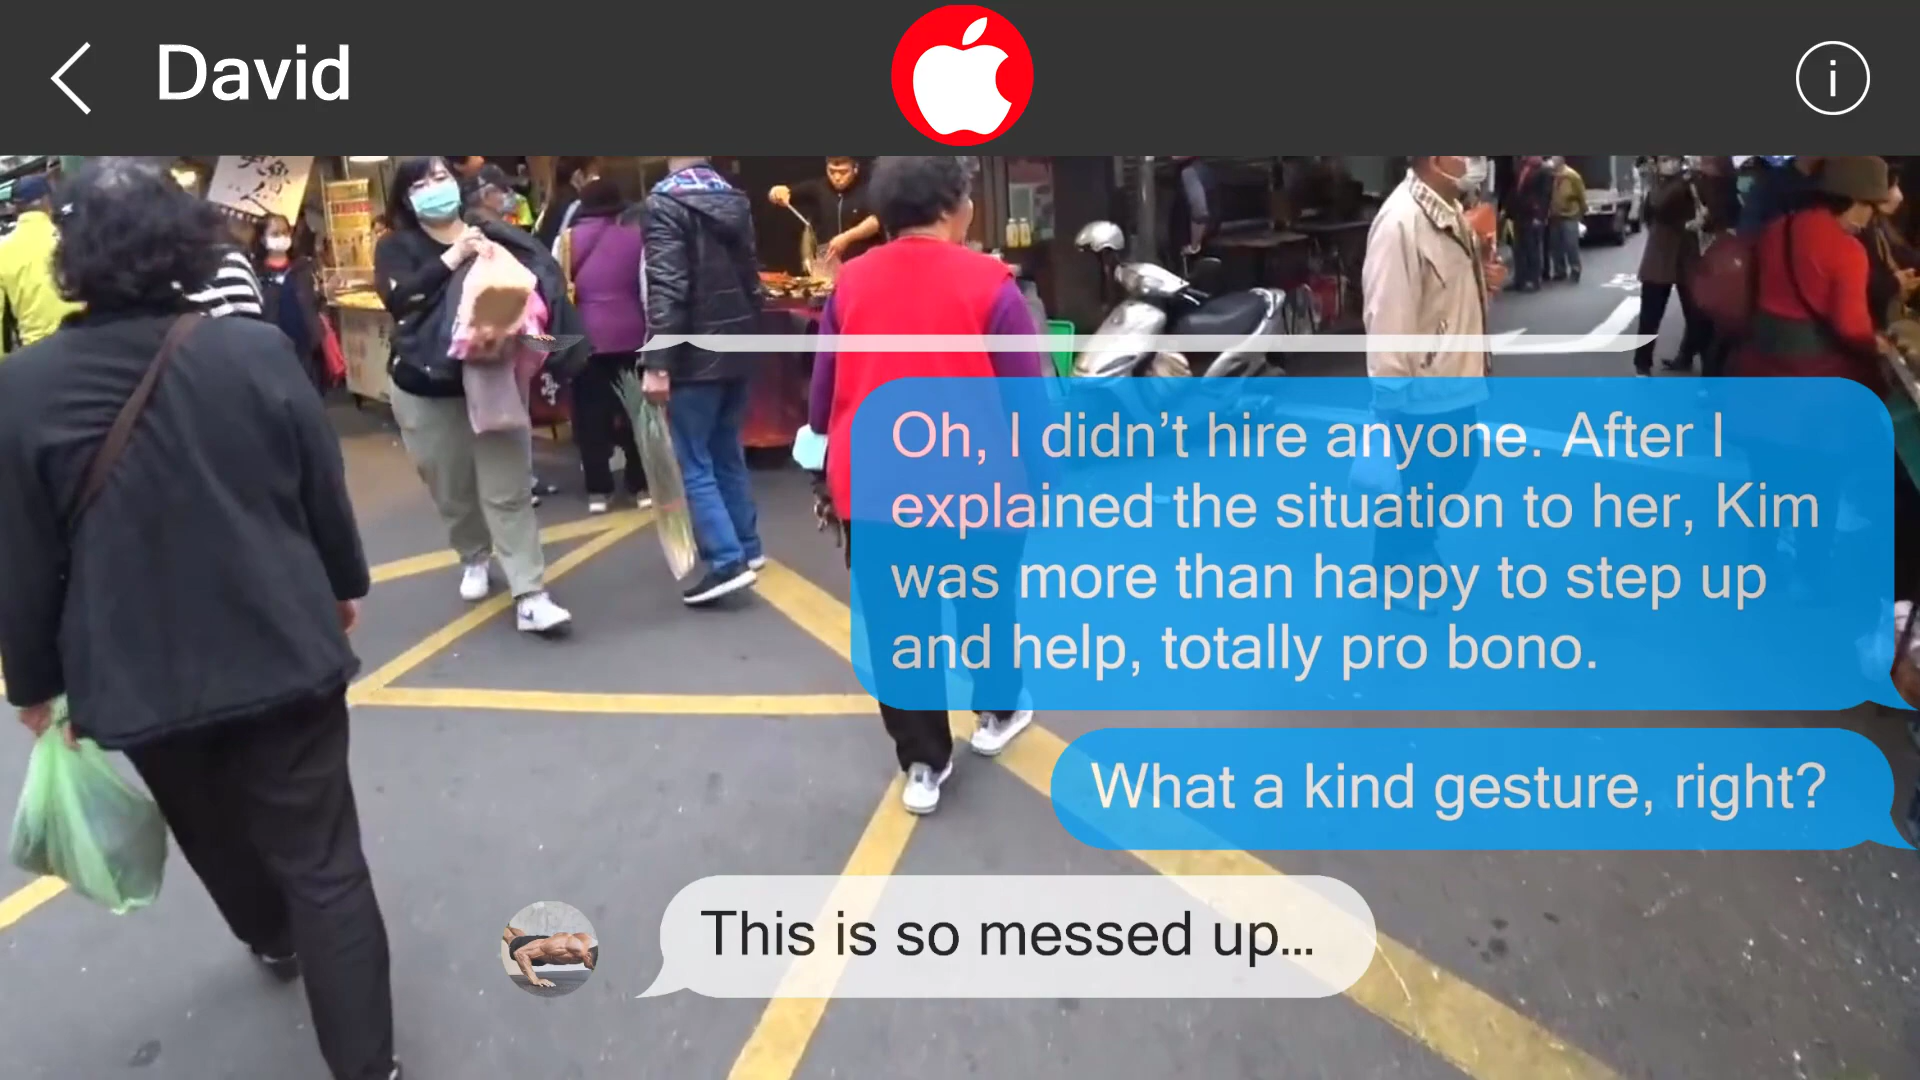 David
Oh, I didn’t hire anyone. After I
explained the situation to her, Kim
was more than happy to step up
and help, totally pro bono.
What a kind gesture, right?
This is so messed up...